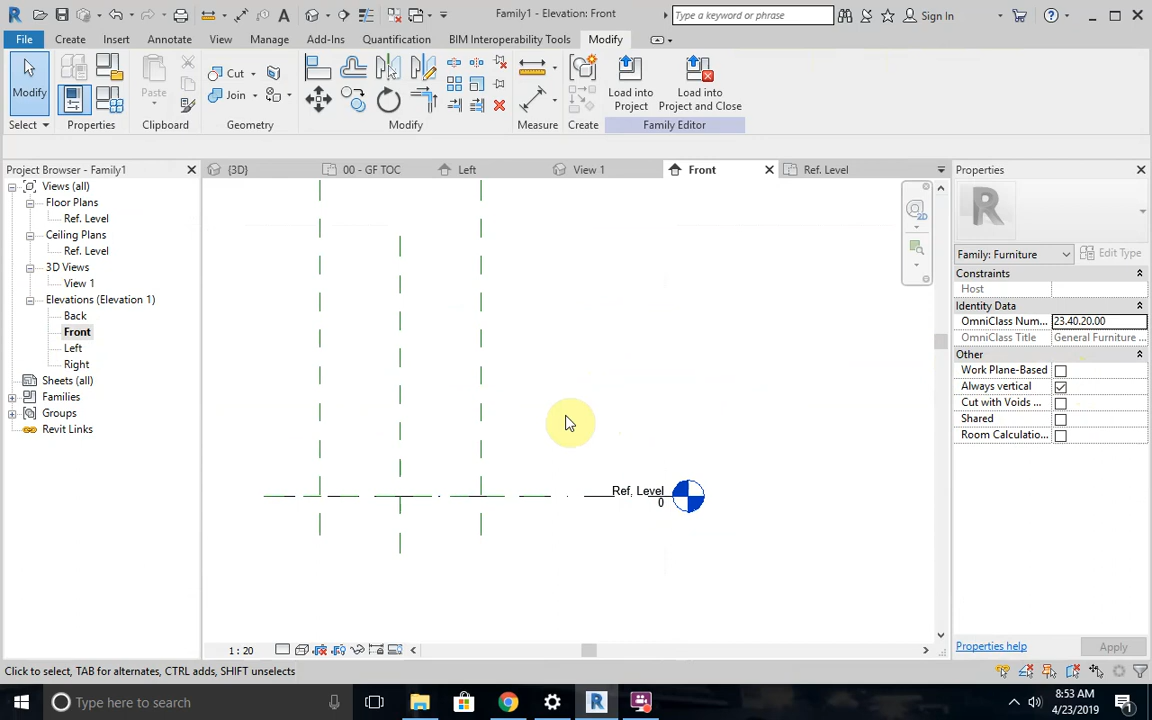 Family1 - Elevation: Front
Type a keyword or phrase
Sign In
File
Create
Insert
Annotate
View
Manage
Add-Ins
Quantification
BIM Interoperability Tools
Modify
Modify
Paste
Cut
Join
Load into
Project
Load into
Project and Close
Select
Properties
Clipboard
Geometry
Modify
Measure
Create
Family Editor
Project Browser - Family1
{3D}
00 - GF TOC
Left
View 1
Front
Ref. Level
Properties
Views (all)
Floor Plans
Ref. Level
Ceiling Plans
Ref. Level
3D Views
View 1
Elevations (Elevation 1)
Back
Front
Left
Right
Sheets (all)
Families
Groups
Revit Links
2D
Ref. Level
0
R
Family: Furniture
Edit Type
Constraints
Host
Identity Data
OmniClass Num... 23.40.20.00
OmniClass Title General Furniture ...
Other
Work Plane-Based
Always vertical
Cut with Voids ...
Shared
Room Calculatio...
Properties help
Apply
1 : 20
Click to select, TAB for alternates, CTRL adds, SHIFT unselects
Type here to search
8:53 AM
4/23/2019